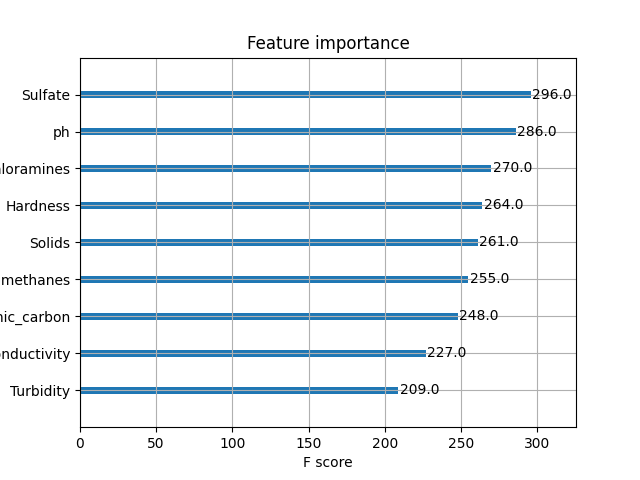 Feature importance
Sulfate 296.0
ph 286.0
loramines 270.0
Hardness 264.0
Solids 261.0
methanes 255.0
nic_carbon 248.0
onductivity 227.0
Turbidity 209.0
0 50 100 150 200 250 300
F score